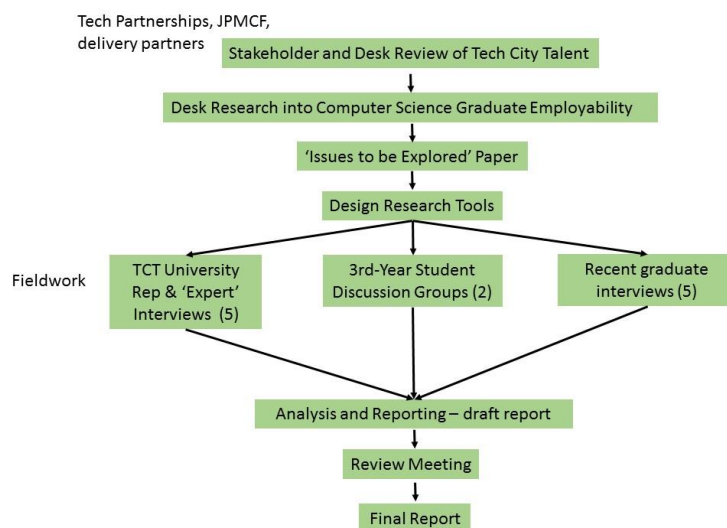 Tech Partnerships, JPMCF,
delivery partners
Stakeholder and Desk Review of Tech City Talent
Desk Research into Computer Science Graduate Employability
‘Issues to be Explored’ Paper
Design Research Tools
Fieldwork
TCT University
Rep & ‘Expert’
Interviews (5)
3rd-Year Student
Discussion Groups (2)
Recent graduate
interviews (5)
Analysis and Reporting – draft report
Review Meeting
Final Report